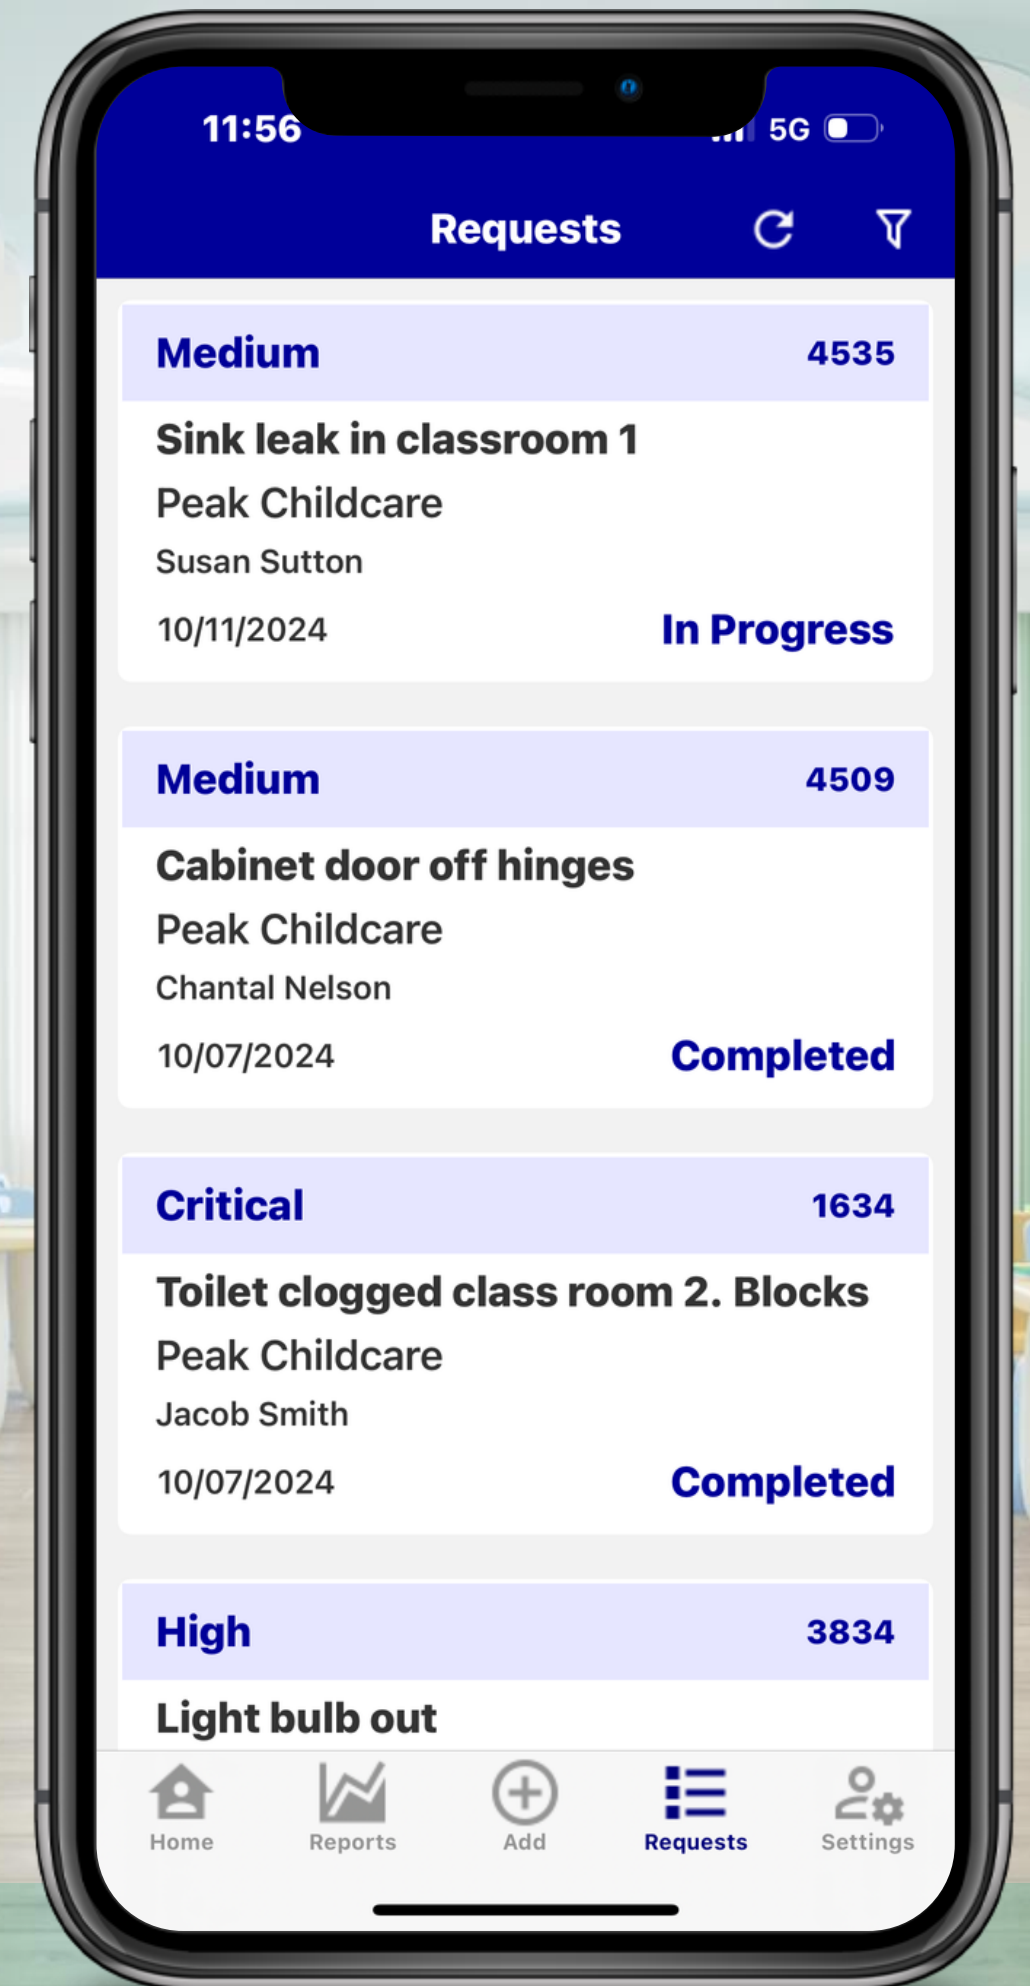 11:56 5G
Requests
Medium 4535
Sink leak in classroom 1
Peak Childcare
Susan Sutton
10/11/2024 In Progress
Medium 4509
Cabinet door off hinges
Peak Childcare
Chantal Nelson
10/07/2024 Completed
Critical 1634
Toilet clogged class room 2. Blocks
Peak Childcare
Jacob Smith
10/07/2024 Completed
High 3834
Light bulb out
Home Reports Add Requests Settings